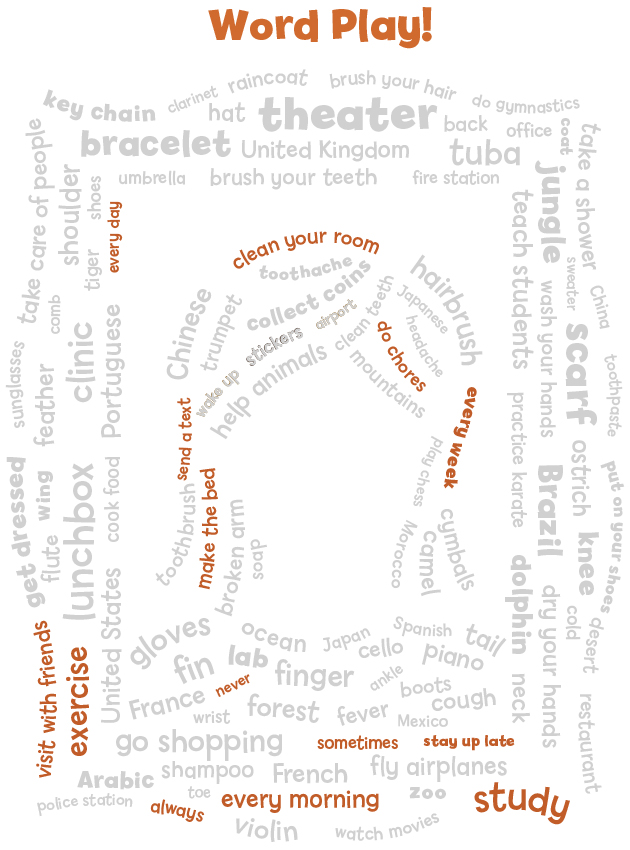 Word Play!
key chain
clarinet
raincoat
brush your hair
do gymnastics
hat
theater
back
office
coat
take a shower
bracelet
United Kingdom
tuba
umbrella
brush your teeth
fire station
jungle
take care of people
shoulder
shoes
every day
tiger
teach students
sweater
China
clean your room
toothache
collect coins
hairbrush
Chinese
trumpet
stickers
airport
clean teeth
Japanese
headache
wake up
help animals
do chores
mountains
comb
clinic
Portuguese
wash your hands
scarf
toothpaste
sunglasses
feather
send a text
every week
practice karate
ostrich
get dressed
wing
lunchbox
cook food
toothbrush
make the bed
broken arm
soap
play chess
Morocco
camel
cymbals
Brazil
knee
put on your shoes
flute
United States
dolphin
dry your hands
cold
desert
visit with friends
exercise
gloves
ocean
Japan
Spanish
tail
fin
lab
finger
cello
piano
never
ankle
boots
cough
neck
France
wrist
forest
fever
Mexico
restaurant
go shopping
sometimes
stay up late
Arabic
shampoo
French
fly airplanes
police station
always
toe
every morning
zoo
study
violin
watch movies